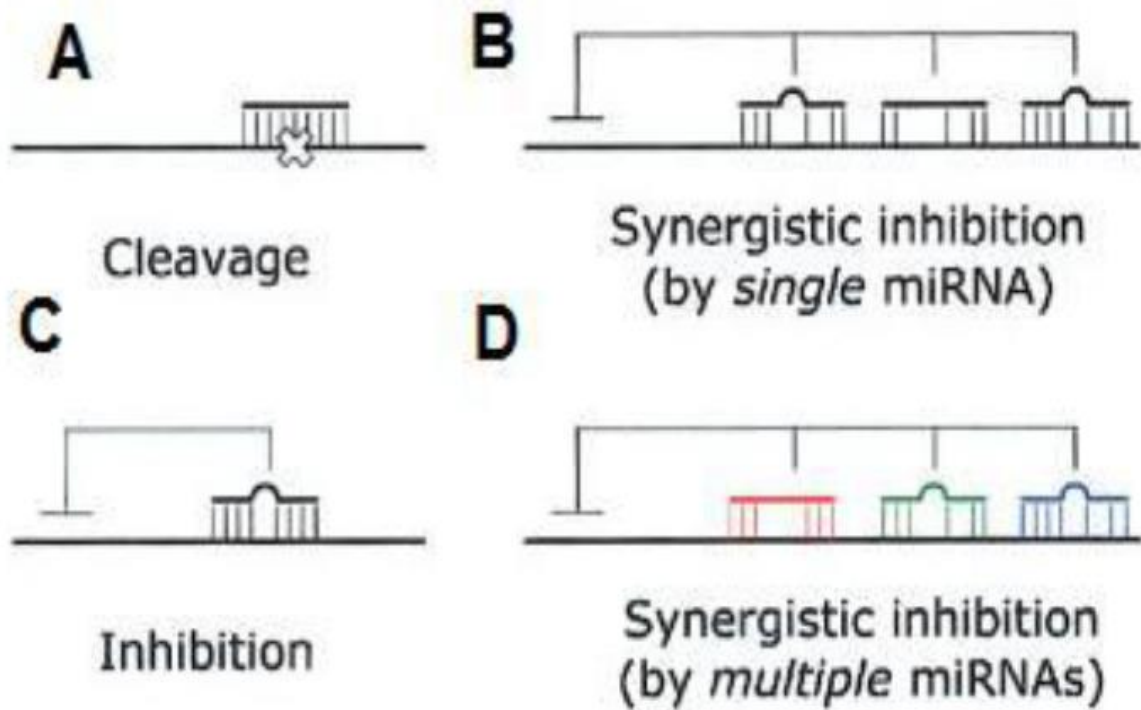 A
Cleavage
B
Synergistic inhibition
(by single miRNA)
C
Inhibition
D
Synergistic inhibition
(by multiple miRNAs)